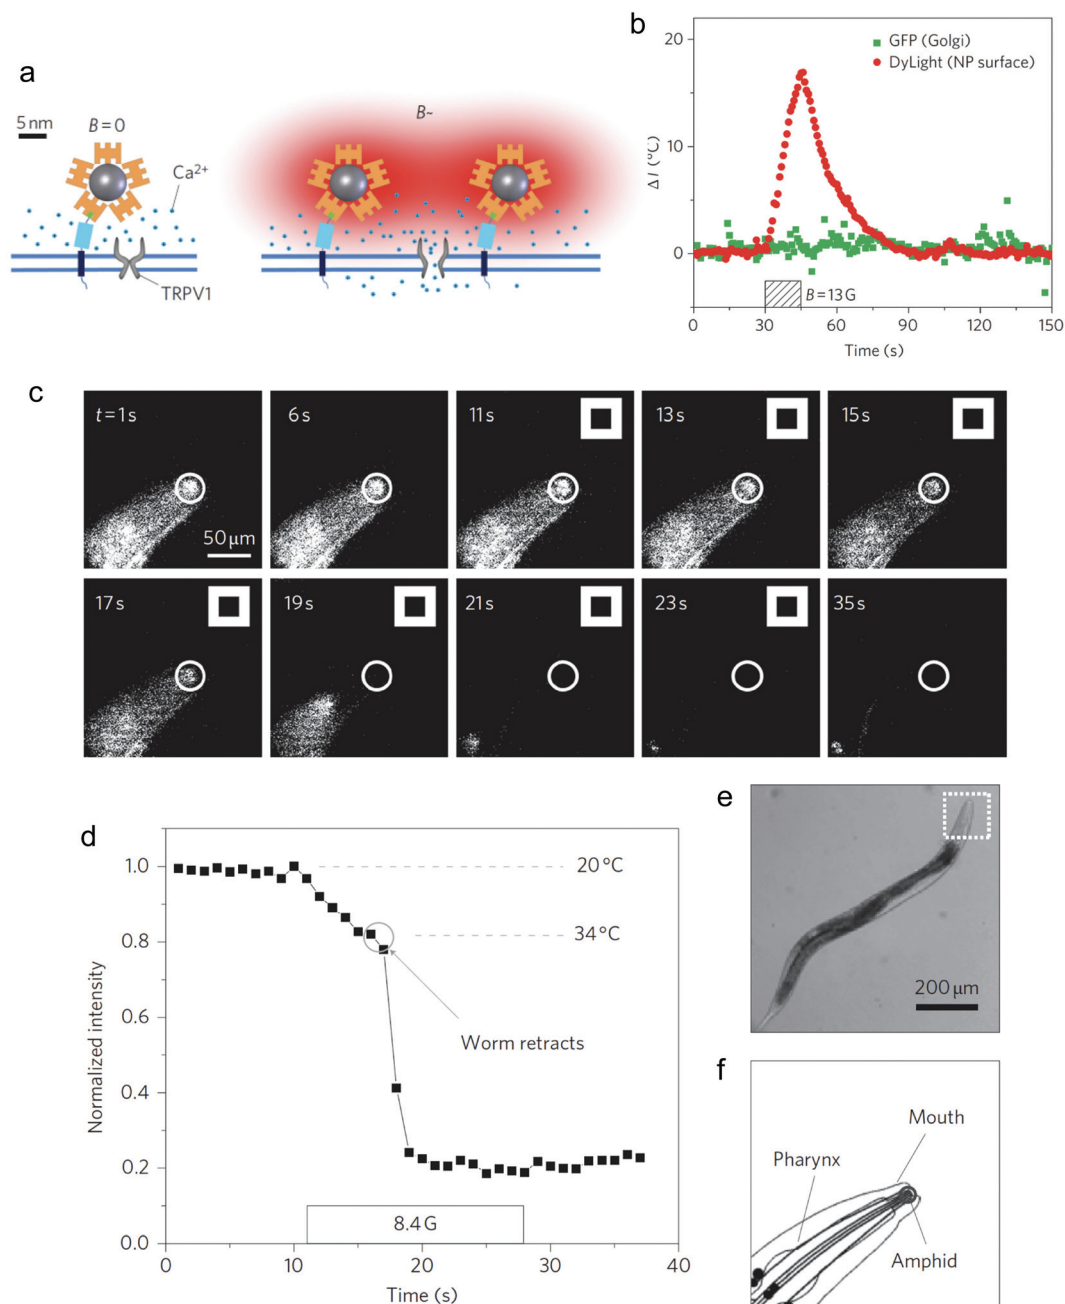 a
5 nm
B = 0
Ca²⁺
TRPV1
B~
b
20
10
0
GFP (Golgi)
DyLight (NP surface)
B = 13 G
0
30
60
90
120
150
Time (s)
c
t = 1 s
50 μm
6 s
11 s
13 s
15 s
17 s
19 s
21 s
23 s
35 s
d
1.0
0.8
0.6
0.4
0.2
0.0
Normalized intensity
20 °C
34 °C
Worm retracts
8.4 G
0
10
20
30
40
Time (s)
e
200 μm
f
Mouth
Pharynx
Amphid